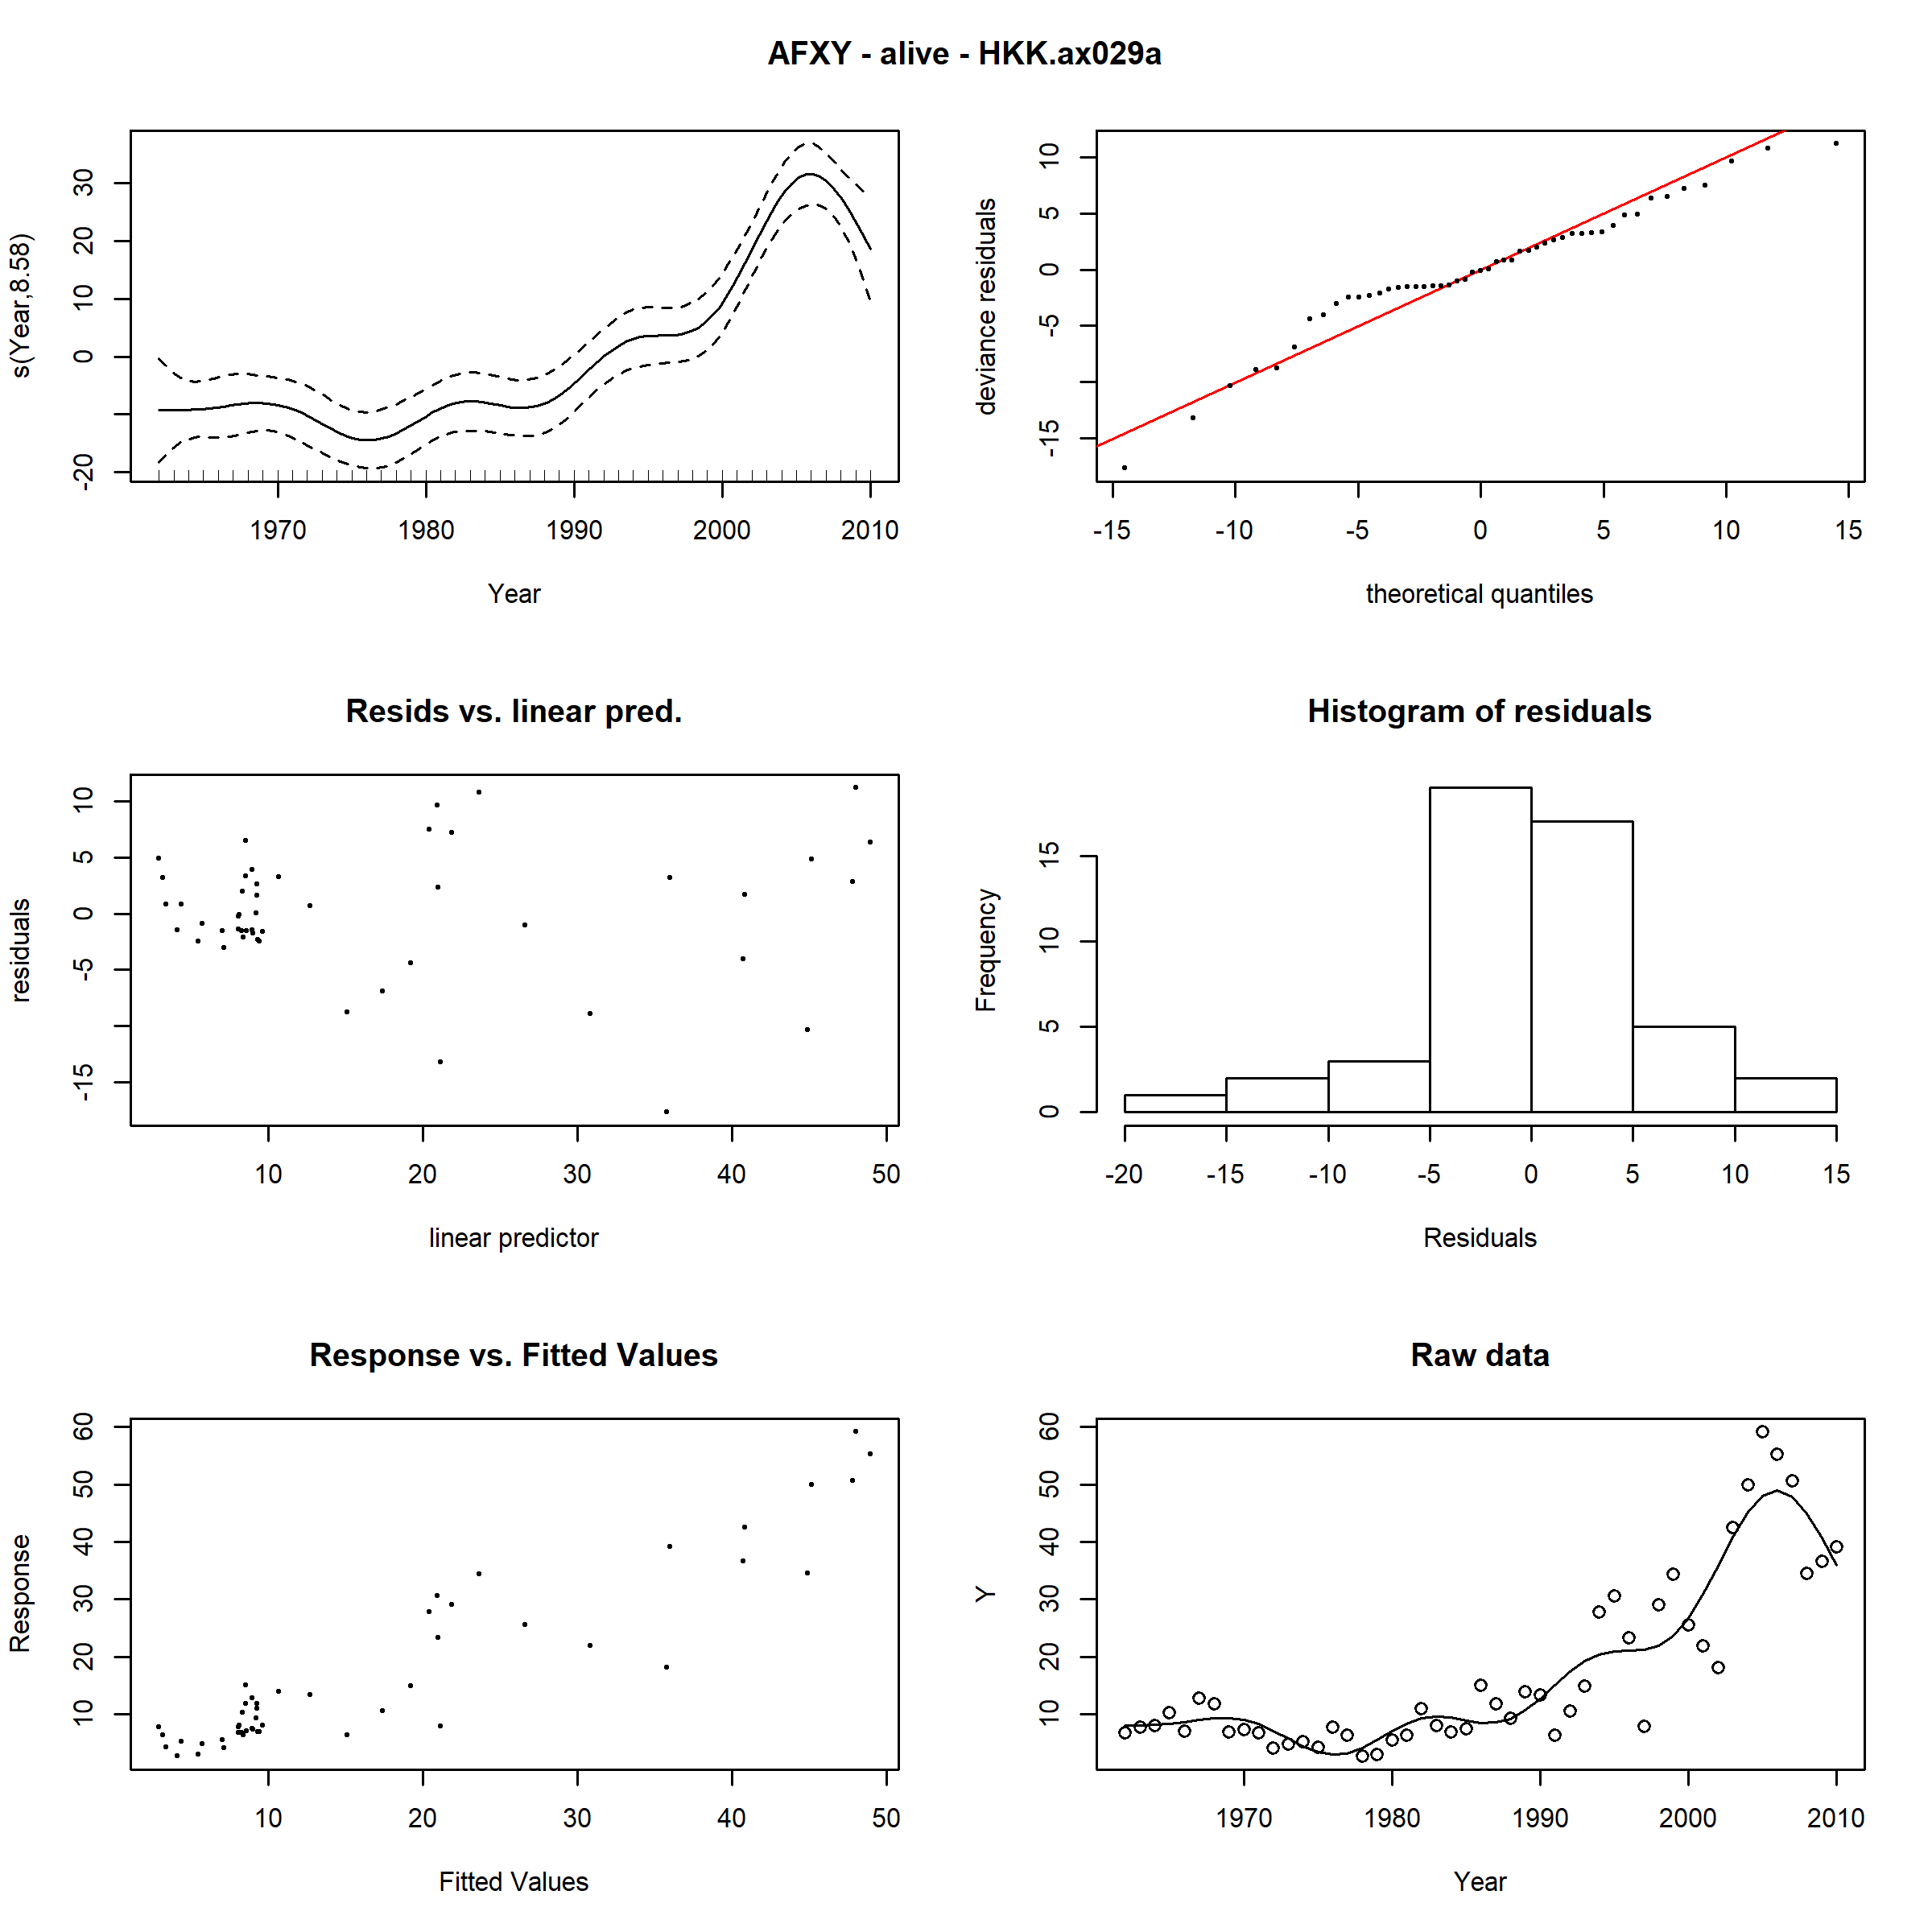 AFXY - alive - HKK.ax029a
s(Year,8.58)
30
20
10
0
-20
1970 1980 1990 2000 2010
Year
deviance residuals
10
5
0
-5
-15
-15 -10 -5 0 5 10 15
theoretical quantiles
Resids vs. linear pred.
residuals
10
5
0
-5
-15
10 20 30 40 50
linear predictor
Histogram of residuals
Frequency
15
10
5
0
-20 -15 -10 -5 0 5 10 15
Residuals
Response vs. Fitted Values
Response
60
50
40
30
20
10
10 20 30 40 50
Fitted Values
Raw data
Y
60
50
40
30
20
10
1970 1980 1990 2000 2010
Year